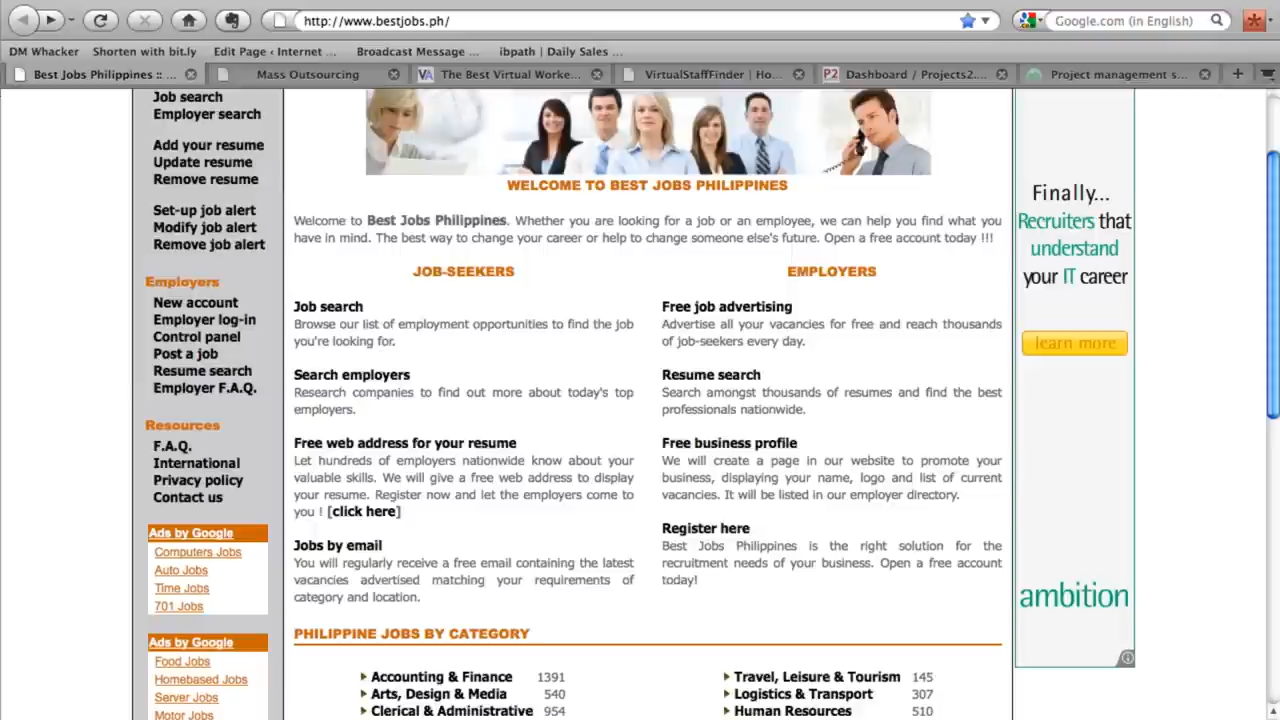 http://www.bestjobs.ph/
Google.com (in English)
DM Whacker Shorten with bit.ly Edit Page ‹ Internet ... Broadcast Message ... ibpath | Daily Sales ...
Best Jobs Philippines :: ... Mass Outsourcing The Best Virtual Worke... VirtualStaffFinder | Ho... Dashboard / Projects2.... Project management s...
Job search
Employer search
Add your resume
Update resume
Remove resume
Set-up job alert
Modify job alert
Remove job alert
Employers
New account
Employer log-in
Control panel
Post a job
Resume search
Employer F.A.Q.
Resources
F.A.Q.
International
Privacy policy
Contact us
Ads by Google
Computers Jobs
Auto Jobs
Time Jobs
701 Jobs
Ads by Google
Food Jobs
Homebased Jobs
Server Jobs
Motor Jobs
WELCOME TO BEST JOBS PHILIPPINES
Welcome to Best Jobs Philippines. Whether you are looking for a job or an employee, we can help you find what you
have in mind. The best way to change your career or help to change someone else's future. Open a free account today !!!
JOB-SEEKERS
Job search
Browse our list of employment opportunities to find the job
you're looking for.
Search employers
Research companies to find out more about today's top
employers.
Free web address for your resume
Let hundreds of employers nationwide know about your
valuable skills. We will give a free web address to display
your resume. Register now and let the employers come to
you ! [click here]
Jobs by email
You will regularly receive a free email containing the latest
vacancies advertised matching your requirements of
category and location.
EMPLOYERS
Free job advertising
Advertise all your vacancies for free and reach thousands
of job-seekers every day.
Resume search
Search amongst thousands of resumes and find the best
professionals nationwide.
Free business profile
We will create a page in our website to promote your
business, displaying your name, logo and list of current
vacancies. It will be listed in our employer directory.
Register here
Best Jobs Philippines is the right solution for the
recruitment needs of your business. Open a free account
today!
PHILIPPINE JOBS BY CATEGORY
Accounting & Finance 1391
Arts, Design & Media 540
Clerical & Administrative 954
Travel, Leisure & Tourism 145
Logistics & Transport 307
Human Resources 510
Finally...
Recruiters that
understand
your IT career
learn more
ambition